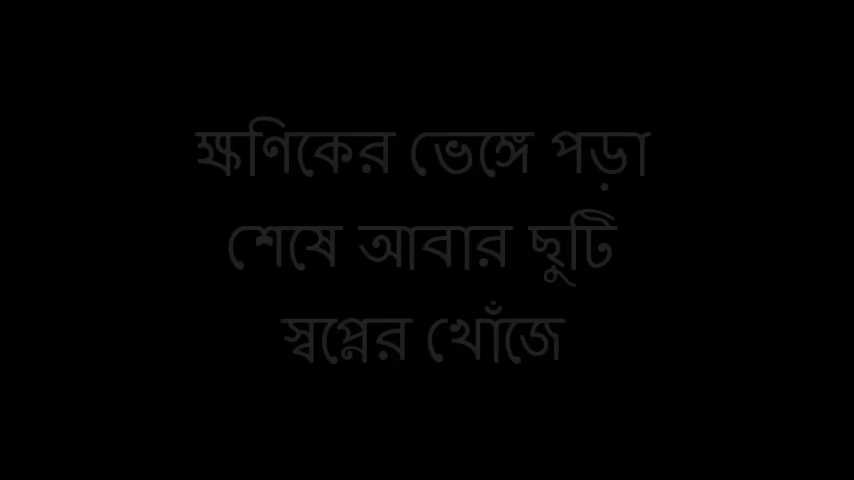 ক্ষণিকের ভেঙ্গে পড়া
শেষে আবার ছুটি
স্বপ্নের খোঁজে